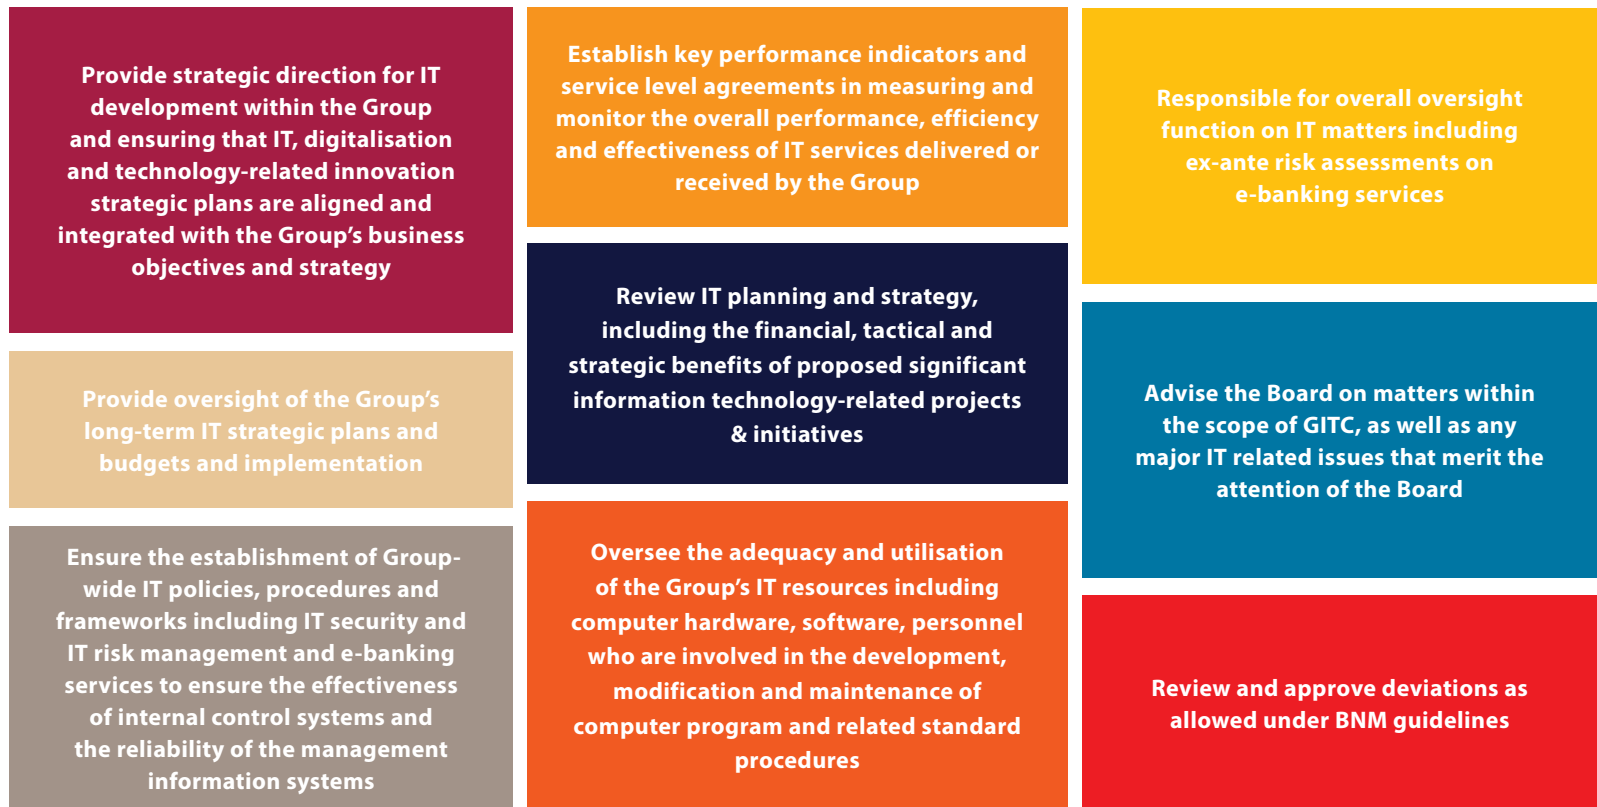 Provide strategic direction for IT
development within the Group
and ensuring that IT, digitalisation
and technology-related innovation
strategic plans are aligned and
integrated with the Group’s business
objectives and strategy
Provide oversight of the Group’s
long-term IT strategic plans and
budgets and implementation
Ensure the establishment of Group-
wide IT policies, procedures and
frameworks including IT security and
IT risk management and e-banking
services to ensure the effectiveness
of internal control systems and
the reliability of the management
information systems
Establish key performance indicators and
service level agreements in measuring and
monitor the overall performance, efficiency
and effectiveness of IT services delivered or
received by the Group
Review IT planning and strategy,
including the financial, tactical and
strategic benefits of proposed significant
information technology-related projects
& initiatives
Oversee the adequacy and utilisation
of the Group’s IT resources including
computer hardware, software, personnel
who are involved in the development,
modification and maintenance of
computer program and related standard
procedures
Responsible for overall oversight
function on IT matters including
ex-ante risk assessments on
e-banking services
Advise the Board on matters within
the scope of GITC, as well as any
major IT related issues that merit the
attention of the Board
Review and approve deviations as
allowed under BNM guidelines